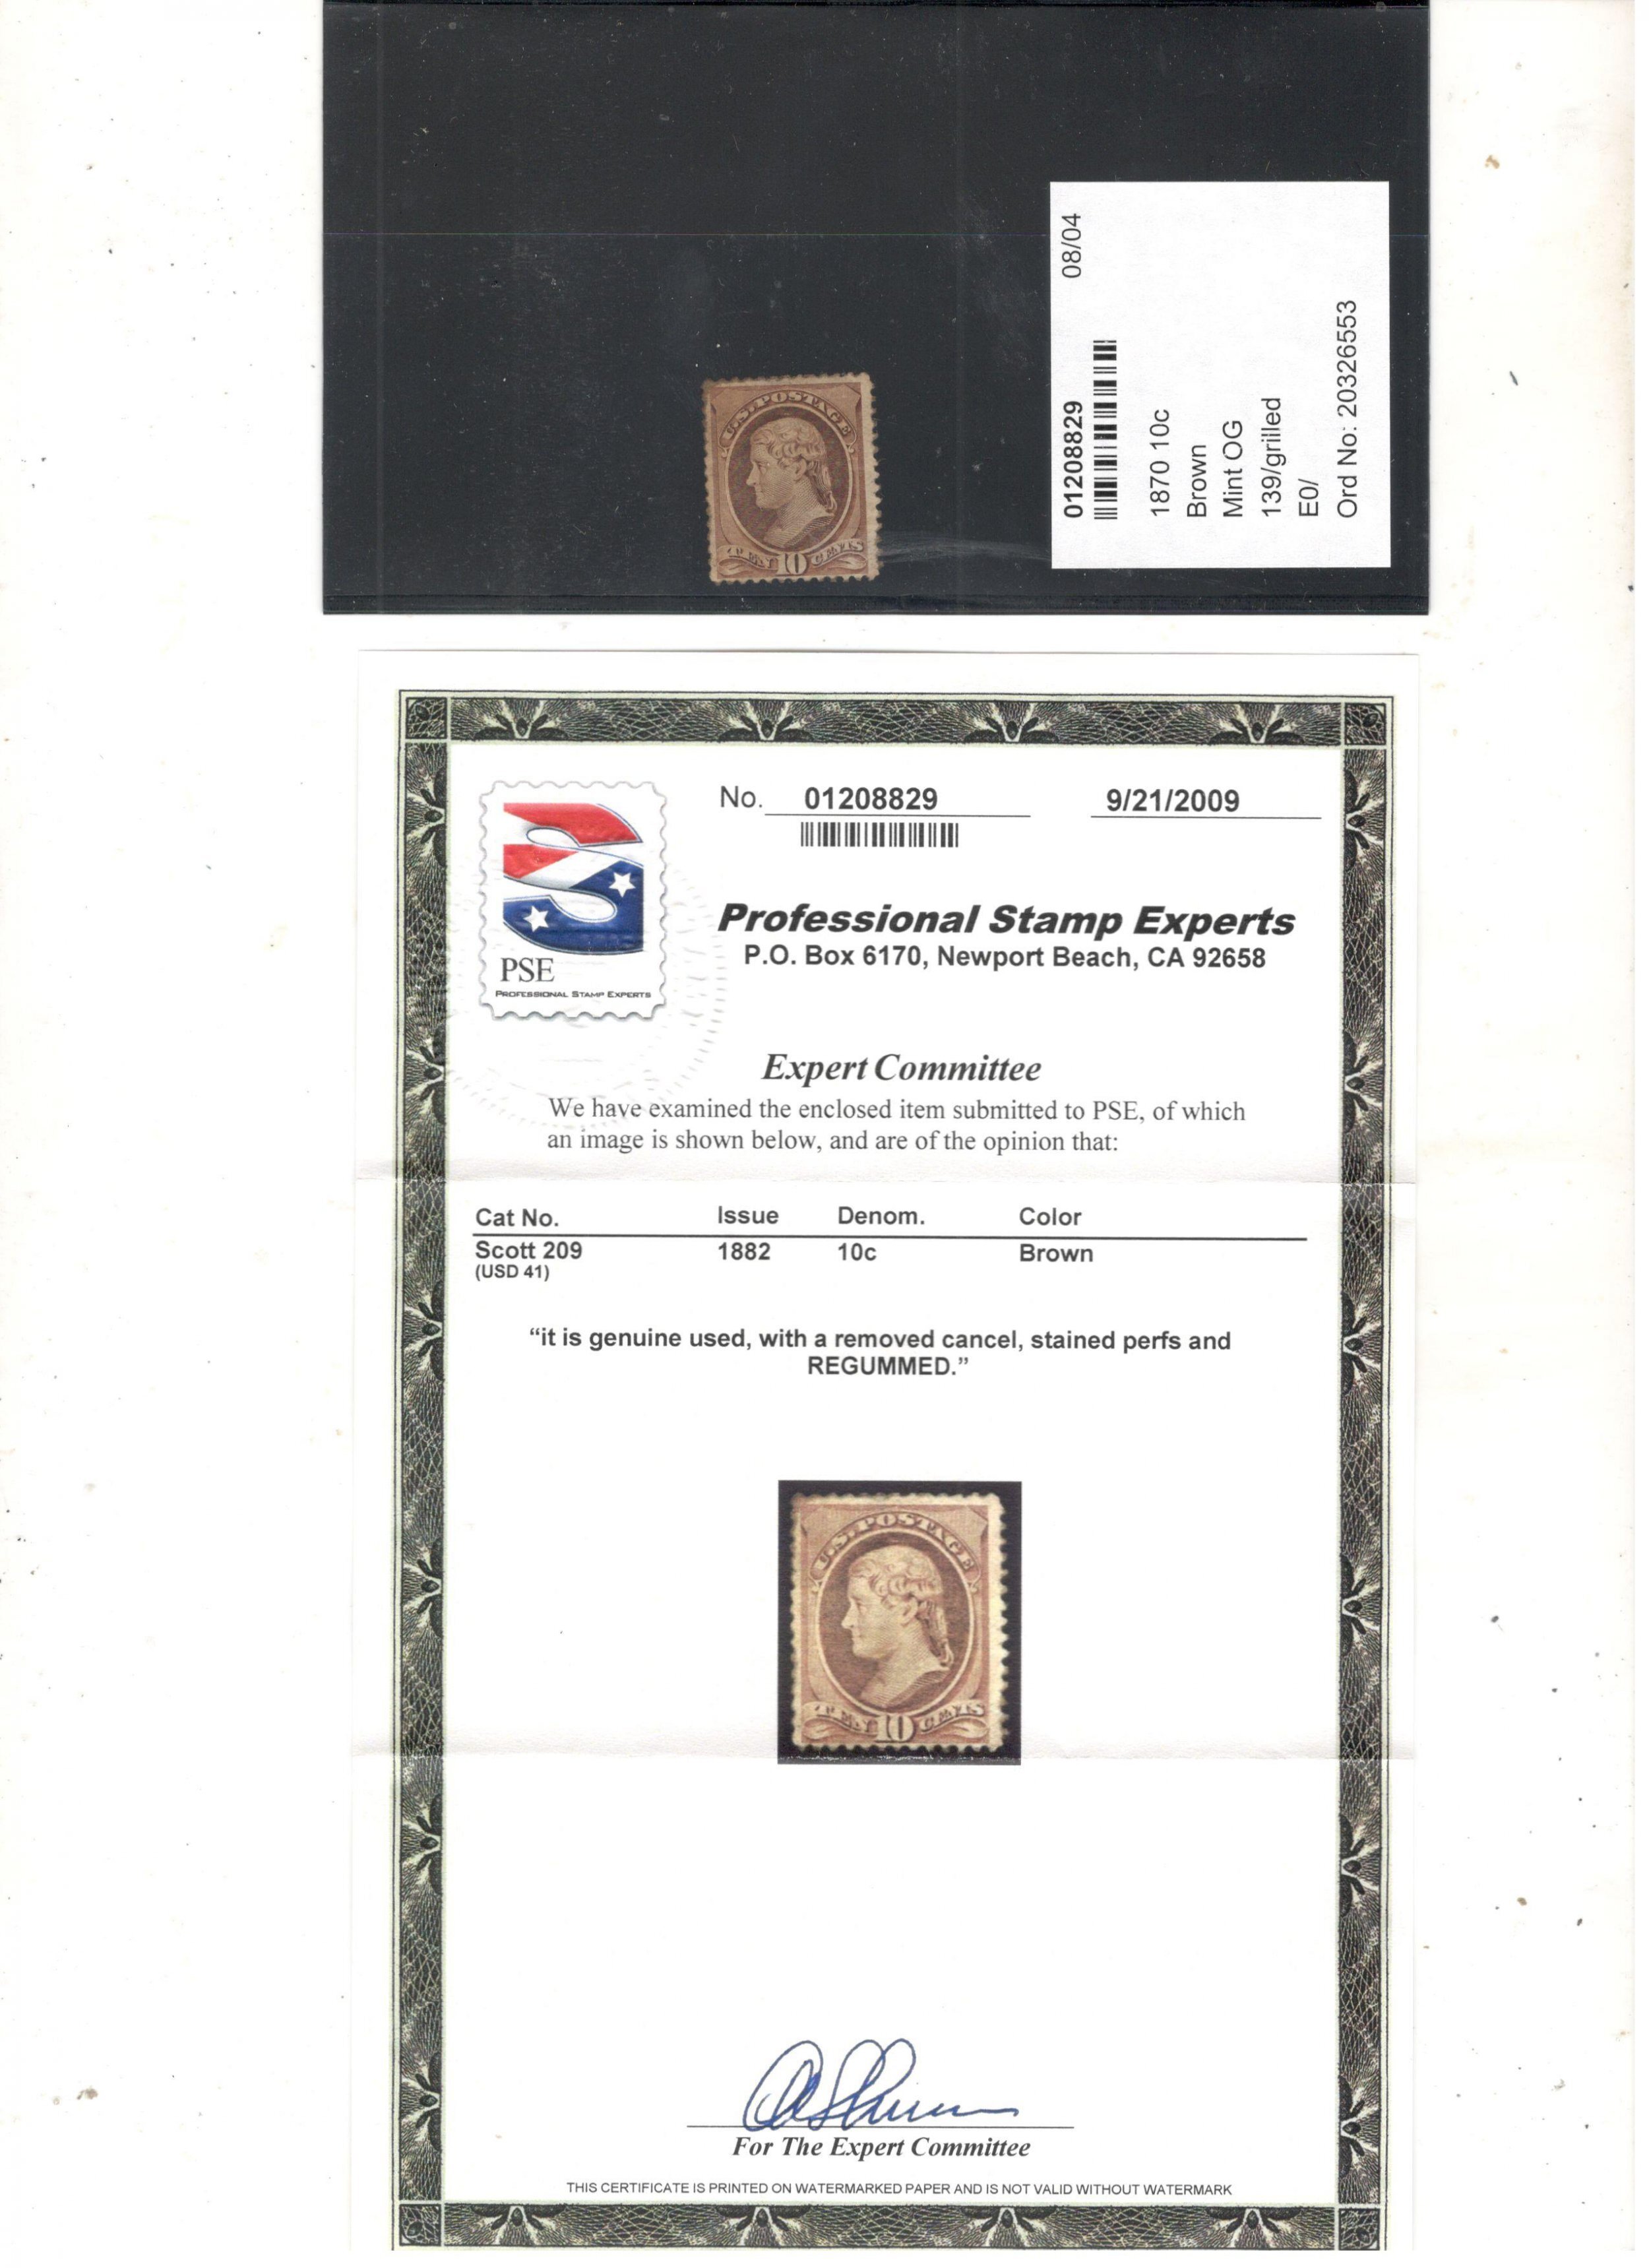 U.S. POSTAGE
TEN 10 CENTS
01208829 08/04
1870 10c
Brown
Mint OG
139/grilled
E0/
Ord No: 20326553
No. 01208829 9/21/2009
PSE
PROFESSIONAL STAMP EXPERTS
Professional Stamp Experts
P.O. Box 6170, Newport Beach, CA 92658
Expert Committee
We have examined the enclosed item submitted to PSE, of which
an image is shown below, and are of the opinion that:
Cat No. Issue Denom. Color
Scott 209 1882 10c Brown
(USD 41)
“it is genuine used, with a removed cancel, stained perfs and
REGUMMED.”
U.S. POSTAGE
TEN 10 CENTS
For The Expert Committee
THIS CERTIFICATE IS PRINTED ON WATERMARKED PAPER AND IS NOT VALID WITHOUT WATERMARK